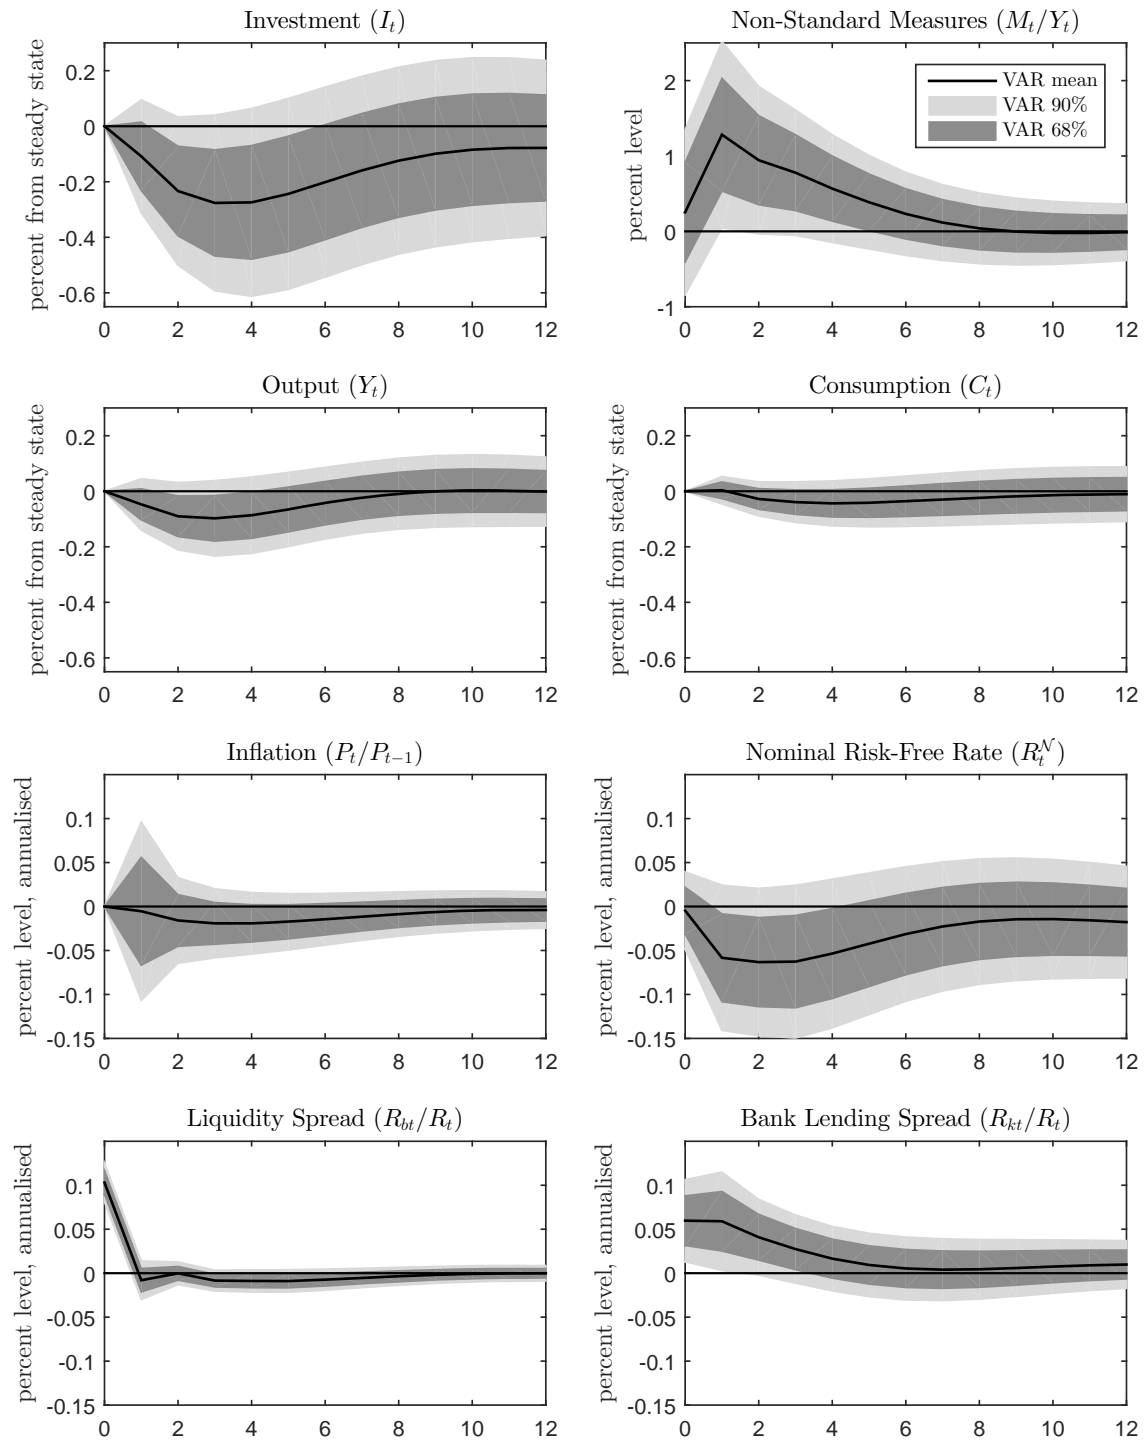 Investment (I_t)
percent from steady state
0.2
0
-0.2
-0.4
-0.6
0 2 4 6 8 10 12
Non-Standard Measures (M_t/Y_t)
percent level
2
1
0
-1
0 2 4 6 8 10 12
VAR mean
VAR 90%
VAR 68%
Output (Y_t)
percent from steady state
0.2
0
-0.2
-0.4
-0.6
0 2 4 6 8 10 12
Consumption (C_t)
percent from steady state
0.2
0
-0.2
-0.4
-0.6
0 2 4 6 8 10 12
Inflation (P_t/P_{t−1})
percent level, annualised
0.1
0.05
0
-0.05
-0.1
-0.15
0 2 4 6 8 10 12
Nominal Risk-Free Rate (R_t^𝒩)
percent level, annualised
0.1
0.05
0
-0.05
-0.1
-0.15
0 2 4 6 8 10 12
Liquidity Spread (R_{bt}/R_t)
percent level, annualised
0.1
0.05
0
-0.05
-0.1
-0.15
0 2 4 6 8 10 12
Bank Lending Spread (R_{kt}/R_t)
percent level, annualised
0.1
0.05
0
-0.05
-0.1
-0.15
0 2 4 6 8 10 12